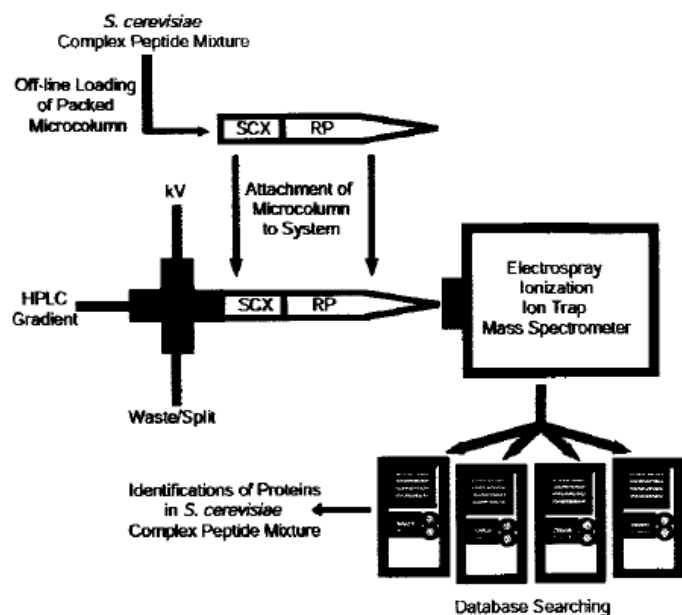 S. cerevisiae
Complex Peptide Mixture
Off-line Loading
of Packed
Microcolumn
SCX
RP
kV
Attachment of
Microcolumn
to System
HPLC
Gradient
SCX
RP
Electrospray
Ionization
Ion Trap
Mass Spectrometer
Waste/Split
Identifications of Proteins
in S. cerevisiae
Complex Peptide Mixture
Database Searching